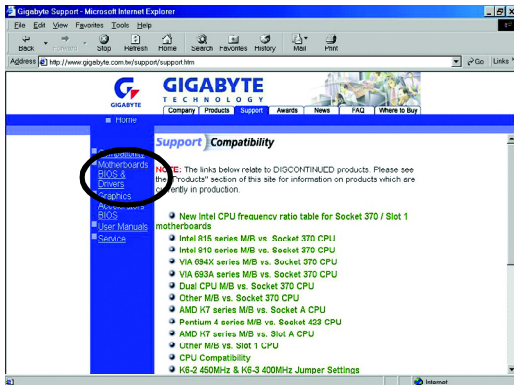 Gigabyte Support - Microsoft Internet Explorer
File Edit View Favorites Tools Help
Back Forward Stop Refresh Home Search Favorites History Mail Print
Address http://www.gigabyte.com.tw/support/support.htm Go Links
GIGABYTE
GIGABYTE
TECHNOLOGY
Company Products Support Awards News FAQ Where to Buy
Home
Support Compatibility
Compatibility
Motherboards
BIOS &
Drivers
Graphics
Accelerators
BIOS
User Manuals
Service
NOTE: The links below relate to DISCONTINUED products. Please see
the "Products" section of this site for information on products which are
currently in production.
New Intel CPU frequency ratio table for Socket 370 / Slot 1
motherboards
Intel 815 series M/B vs. Socket 370 CPU
Intel 810 series M/B vs. Socket 370 CPU
VIA 694X series M/B vs. Socket 370 CPU
VIA 693A series M/B vs. Socket 370 CPU
Dual CPU M/B vs. Socket 370 CPU
Other M/B vs. Socket 370 CPU
AMD K7 series M/B vs. Socket A CPU
Pentium 4 series M/B vs. Socket 423 CPU
AMD K7 series M/B vs. Slot A CPU
Other M/B vs. Slot 1 CPU
CPU Compatibility
K6-2 450MHz & K6-3 400MHz Jumper Settings
Internet